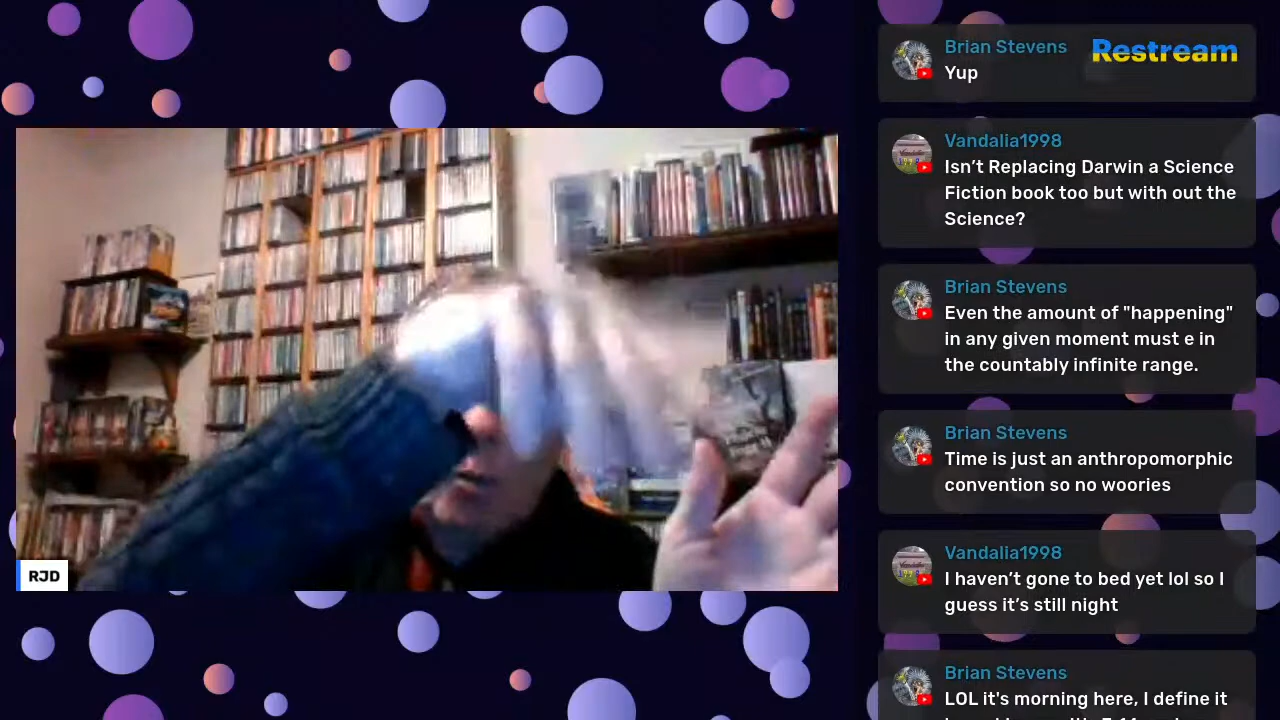 Brian Stevens
Restream
Yup
Vandalia1998
Isn’t Replacing Darwin a Science
Fiction book too but with out the
Science?
Brian Stevens
Even the amount of "happening"
in any given moment must e in
the countably infinite range.
Brian Stevens
Time is just an anthropomorphic
convention so no woories
Vandalia1998
I haven’t gone to bed yet lol so I
guess it’s still night
Brian Stevens
LOL it's morning here, I define it
RJD